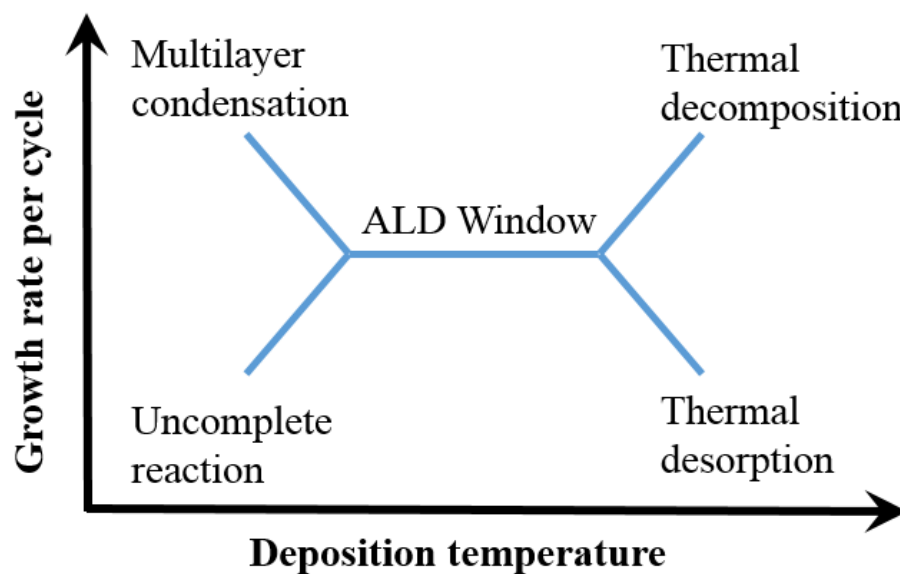 Multilayer
condensation
Thermal
decomposition
ALD Window
Uncomplete
reaction
Thermal
desorption
Growth rate per cycle
Deposition temperature